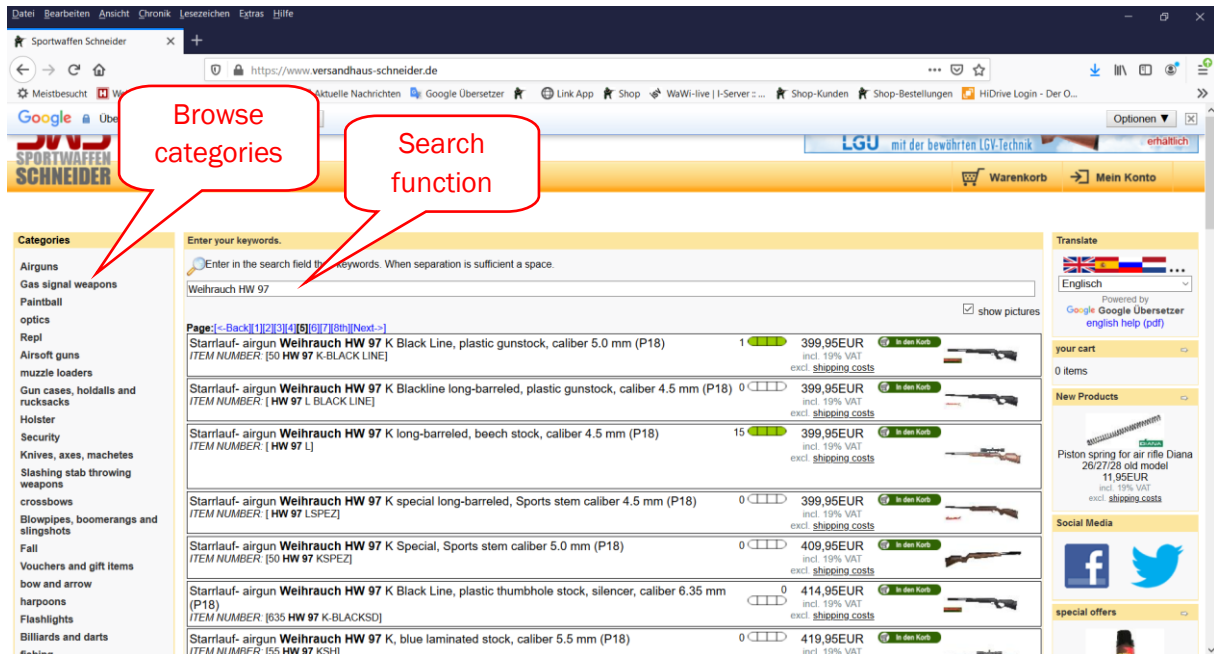 Datei Bearbeiten Ansicht Chronik Lesezeichen Extras Hilfe
Sportwaffen Schneider
https://www.versandhaus-schneider.de
Meistbesucht
Aktuelle Nachrichten Google Übersetzer Link App Shop WaWi-live | I-Server :: ... Shop-Kunden Shop-Bestellungen HiDrive Login - Der O...
Google
Optionen ▼
Browse
categories
Search
function
SPORTWAFFEN
SCHNEIDER
LGU mit der bewährten LGV-Technik
erhältlich
Warenkorb Mein Konto
Categories
Airguns
Gas signal weapons
Paintball
optics
Repl
Airsoft guns
muzzle loaders
Gun cases, holdalls and
rucksacks
Holster
Security
Knives, axes, machetes
Slashing stab throwing
weapons
crossbows
Blowpipes, boomerangs and
slingshots
Fall
Vouchers and gift items
bow and arrow
harpoons
Flashlights
Billiards and darts
fishing
Enter your keywords.
Enter in the search field the keywords. When separation is sufficient a space.
Weihrauch HW 97
show pictures
Page:[<-Back][1][2][3][4][5][6][7][8th][Next->]
Starrlauf- airgun Weihrauch HW 97 K Black Line, plastic gunstock, caliber 5.0 mm (P18) 1 399,95EUR In den Korb
ITEM NUMBER: [50 HW 97 K-BLACK LINE] incl. 19% VAT
excl. shipping costs
Starrlauf- airgun Weihrauch HW 97 K Blackline long-barreled, plastic gunstock, caliber 4.5 mm (P18) 0 399,95EUR In den Korb
ITEM NUMBER: [ HW 97 L BLACK LINE] incl. 19% VAT
excl. shipping costs
Starrlauf- airgun Weihrauch HW 97 K long-barreled, beech stock, caliber 4.5 mm (P18) 15 399,95EUR In den Korb
ITEM NUMBER: [ HW 97 L] incl. 19% VAT
excl. shipping costs
Starrlauf- airgun Weihrauch HW 97 K special long-barreled, Sports stem caliber 4.5 mm (P18) 0 399,95EUR In den Korb
ITEM NUMBER: [ HW 97 LSPEZ] incl. 19% VAT
excl. shipping costs
Starrlauf- airgun Weihrauch HW 97 K Special, Sports stem caliber 5.0 mm (P18) 0 409,95EUR In den Korb
ITEM NUMBER: [50 HW 97 KSPEZ] incl. 19% VAT
excl. shipping costs
Starrlauf- airgun Weihrauch HW 97 K Black Line, plastic thumbhole stock, silencer, caliber 6.35 mm 0 414,95EUR In den Korb
(P18) incl. 19% VAT
ITEM NUMBER: [635 HW 97 K-BLACKSD] excl. shipping costs
Starrlauf- airgun Weihrauch HW 97 K, blue laminated stock, caliber 5.5 mm (P18) 0 419,95EUR In den Korb
ITEM NUMBER: [55 HW 97 KSH] incl. 19% VAT
Translate
...
Englisch
Powered by
Google Google Übersetzer
english help (pdf)
your cart
0 items
New Products
DIANA
Piston spring for air rifle Diana
26/27/28 old model
11,95EUR
incl. 19% VAT
excl. shipping costs
Social Media
special offers